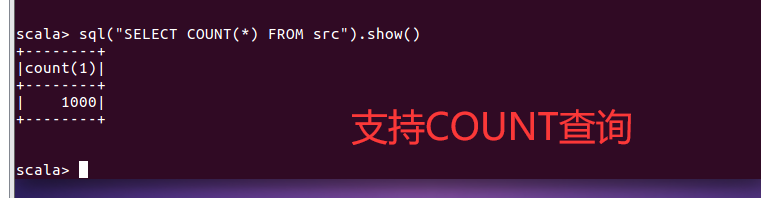 scala> sql("SELECT COUNT(*) FROM src").show()
+--------+
|count(1)|
+--------+
|    1000|
+--------+
支持COUNT查询
scala>